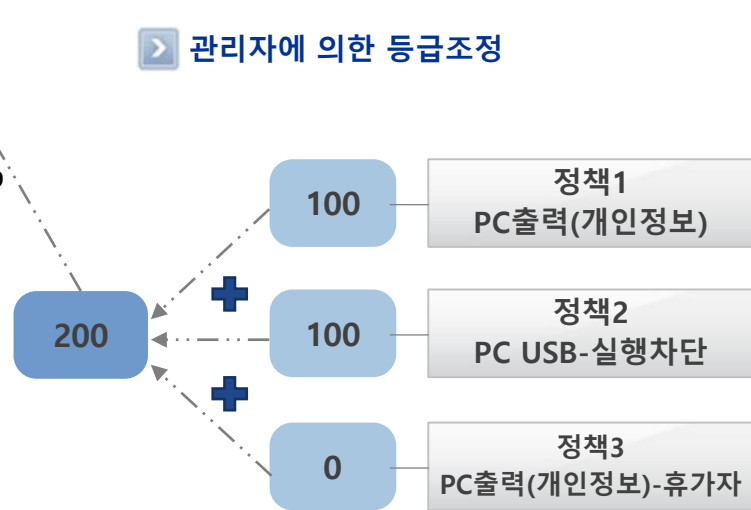 관리자에 의한 등급조정
100
정책1
PC출력(개인정보)
200
100
정책2
PC USB-실행차단
0
정책3
PC출력(개인정보)-휴가자